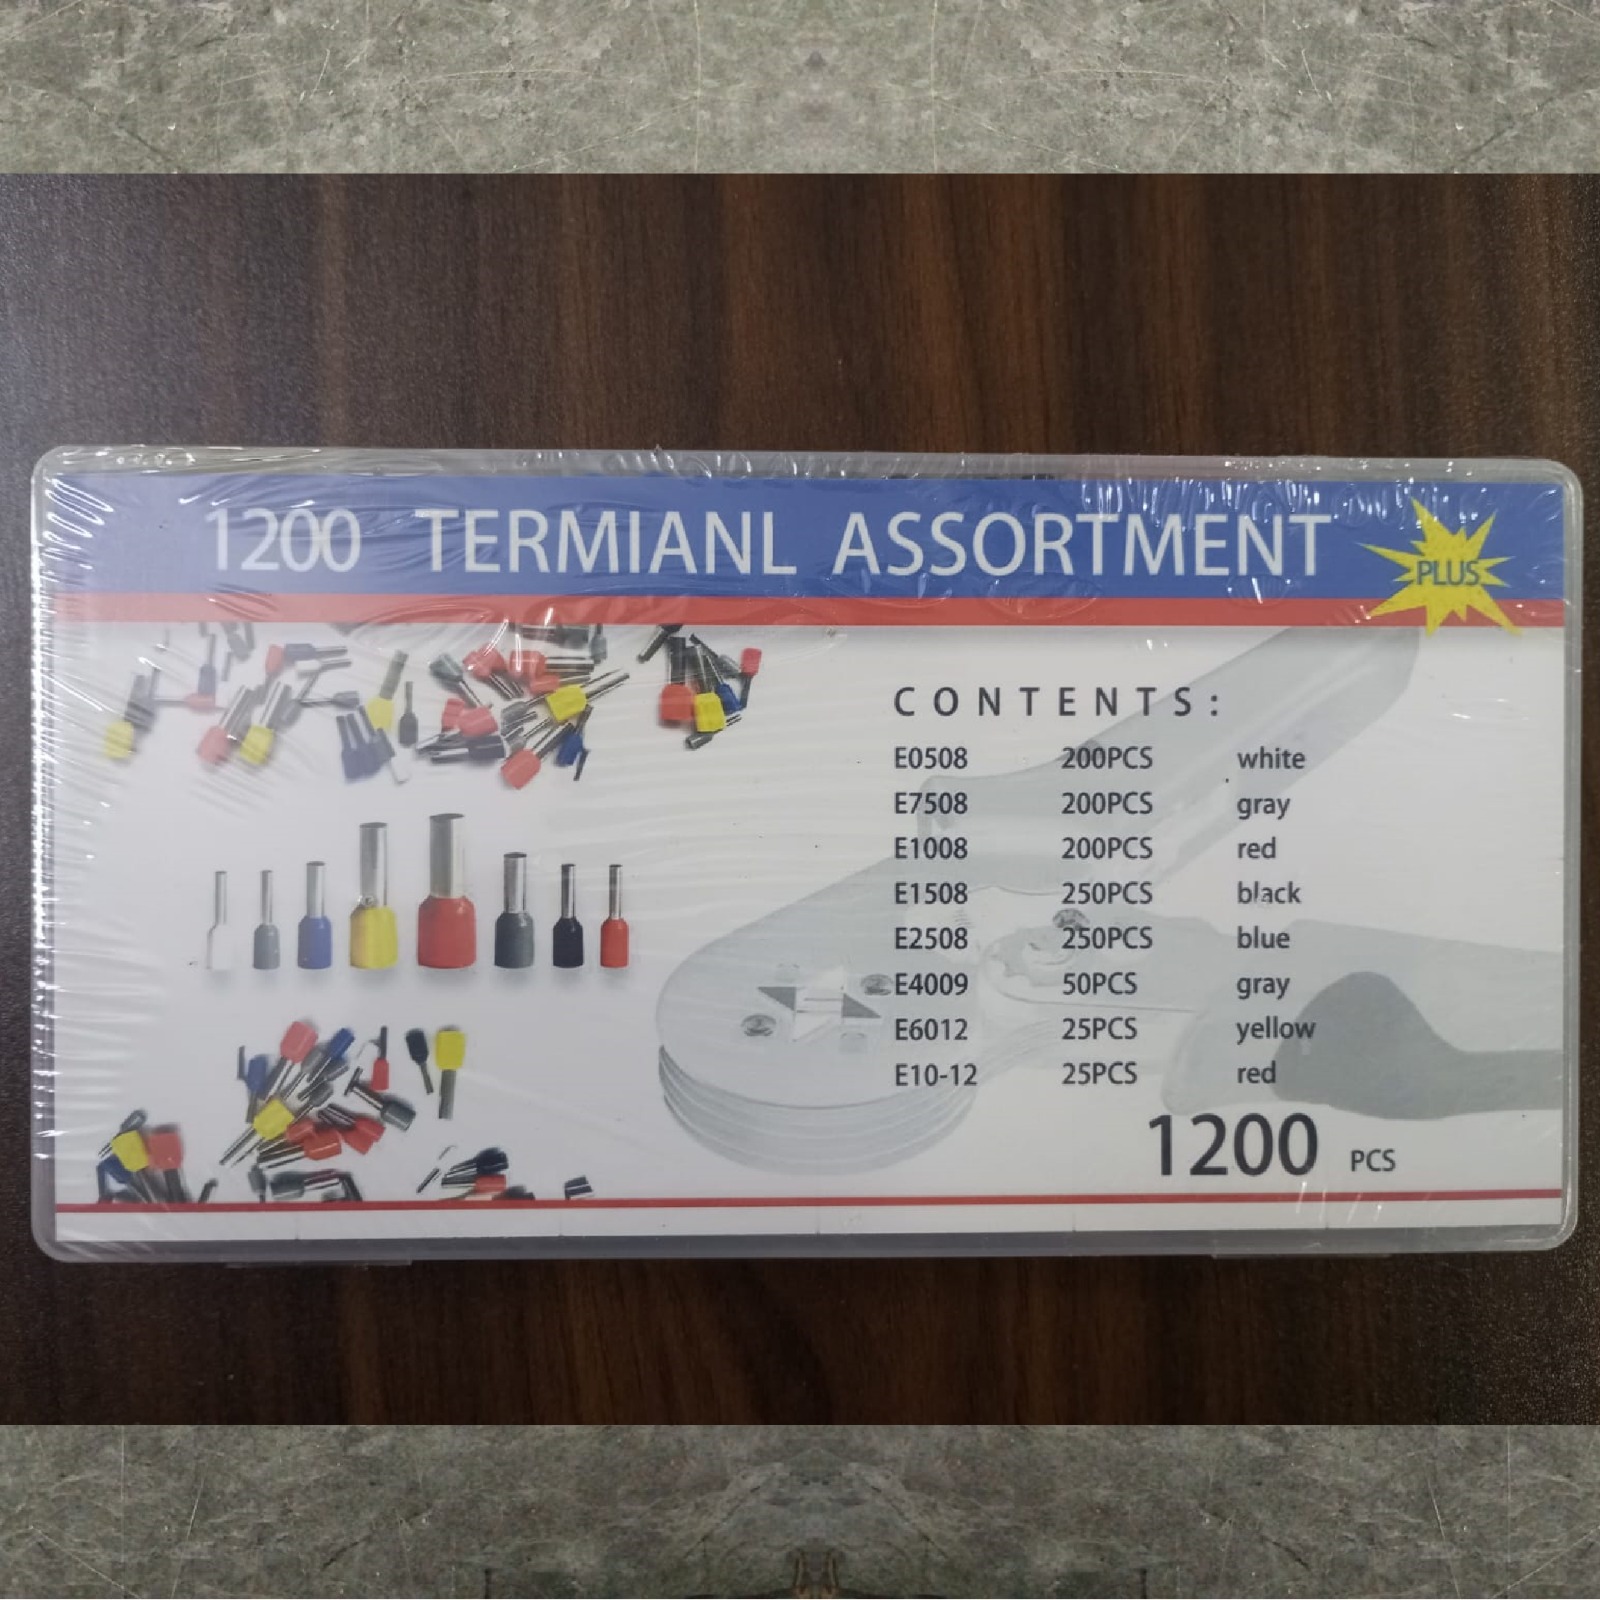 1200 TERMIANL ASSORTMENT
PLUS
CONTENTS:
E0508 200PCS white
E7508 200PCS gray
E1008 200PCS red
E1508 250PCS black
E2508 250PCS blue
E4009 50PCS gray
E6012 25PCS yellow
E10-12 25PCS red
1200 PCS